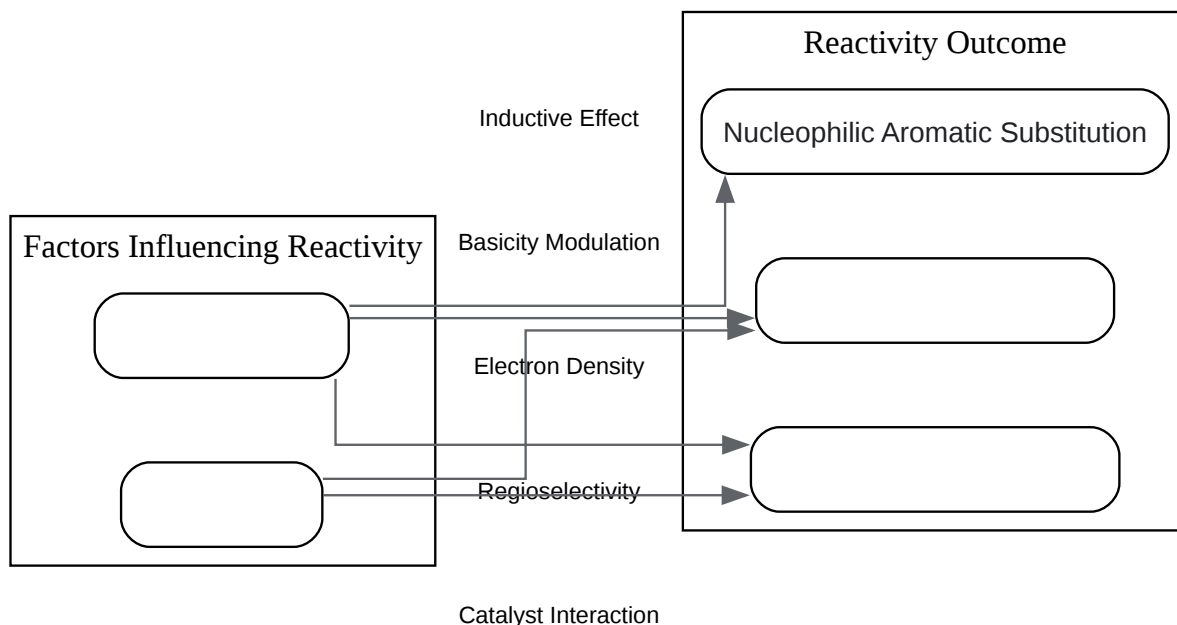 Reactivity Outcome
Nucleophilic Aromatic Substitution
Inductive Effect
Factors Influencing Reactivity
Basicity Modulation
Electron Density
Regioselectivity
Catalyst Interaction